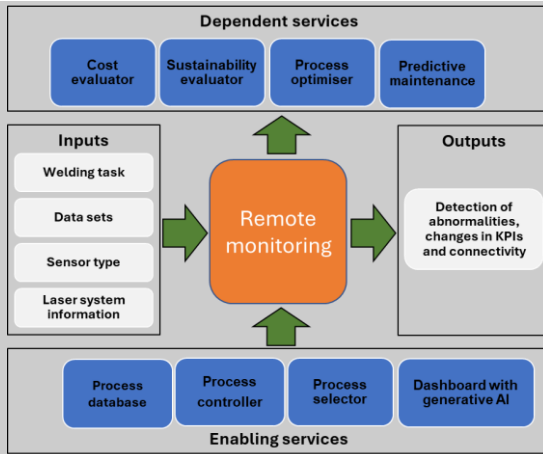 Dependent services
Cost
evaluator
Sustainability
evaluator
Process
optimiser
Predictive
maintenance
Inputs
Welding task
Data sets
Sensor type
Laser system
information
Remote
monitoring
Outputs
Detection of
abnormalities,
changes in KPIs
and connectivity
Process
database
Process
controller
Process
selector
Dashboard with
generative AI
Enabling services